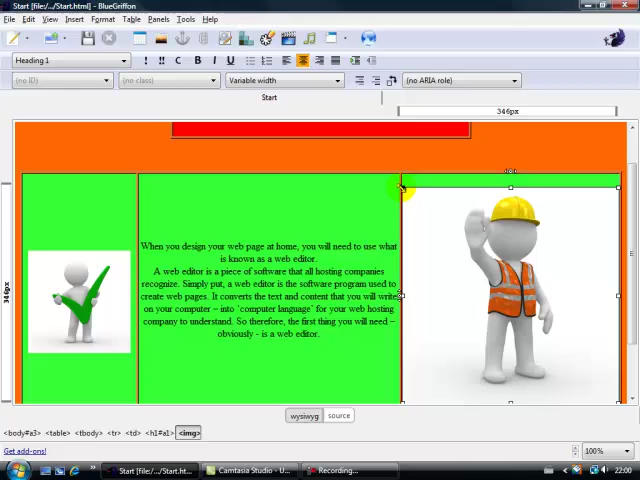 Start [file:/.../Start.html] - BlueGriffon
File Edit Insert Format Table Panels Tools Help
Heading 1 Variable width (no ARIA role)
(no ID) (no class)
Start
346px
346px
When you design your web page at home, you will need to use what
is known as a web editor.
A web editor is a piece of software that all hosting companies
recognize. Simply put, a web editor is the software program used to
create web pages. It converts the text and content that you will write
on your computer – into ‘computer language’ for your web hosting
company to understand. So therefore, the first thing you will need –
obviously - is a web editor.
wysiwyg source
<body#a3> <table> <tbody> <tr> <td> <h1#a1> <img>
Get add-ons! 100%
Start [file:/.../Start.ht... Camtasia Studio - U... Recording... 22:00